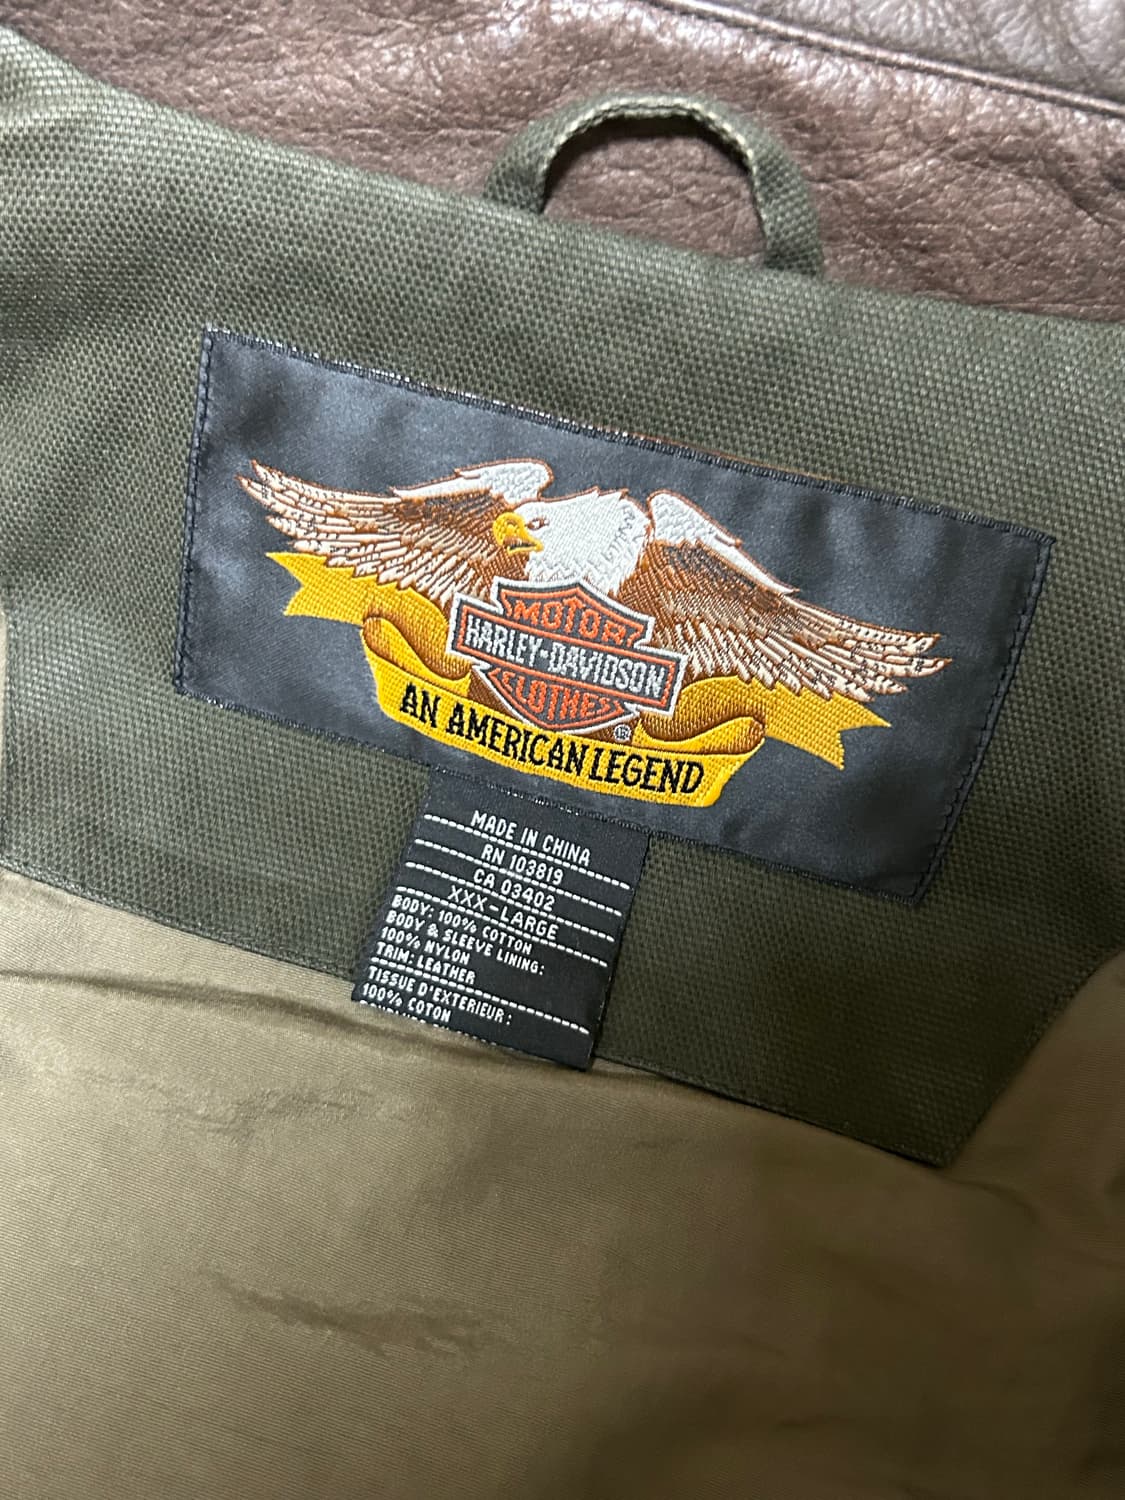 MOTOR
HARLEY-DAVIDSON
CLOTHES
®
AN AMERICAN LEGEND
MADE IN CHINA
RN 103819
CA 03402
XXX-LARGE
BODY: 100% COTTON
BODY & SLEEVE LINING:
100% NYLON
TRIM: LEATHER
TISSUE D'EXTERIEUR:
100% COTON